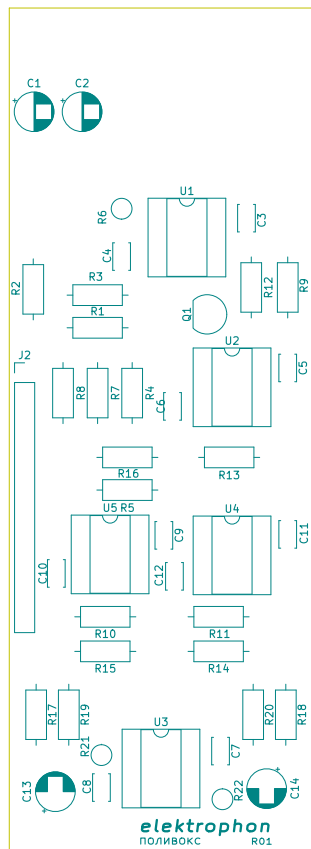 C1 C2
U1
R6
C3
C4
R3
R2
R12
R9
R1
Q1
U2
J2
C5
R8
R7
R4
C6
R16
R13
U5 R5
U4
C9
C11
C10
C12
R10
R11
R15
R14
R17
R19
R20
R18
U3
R21
C7
C13
C8
R22
C14
elektrophon
ПОЛИВОКС R01